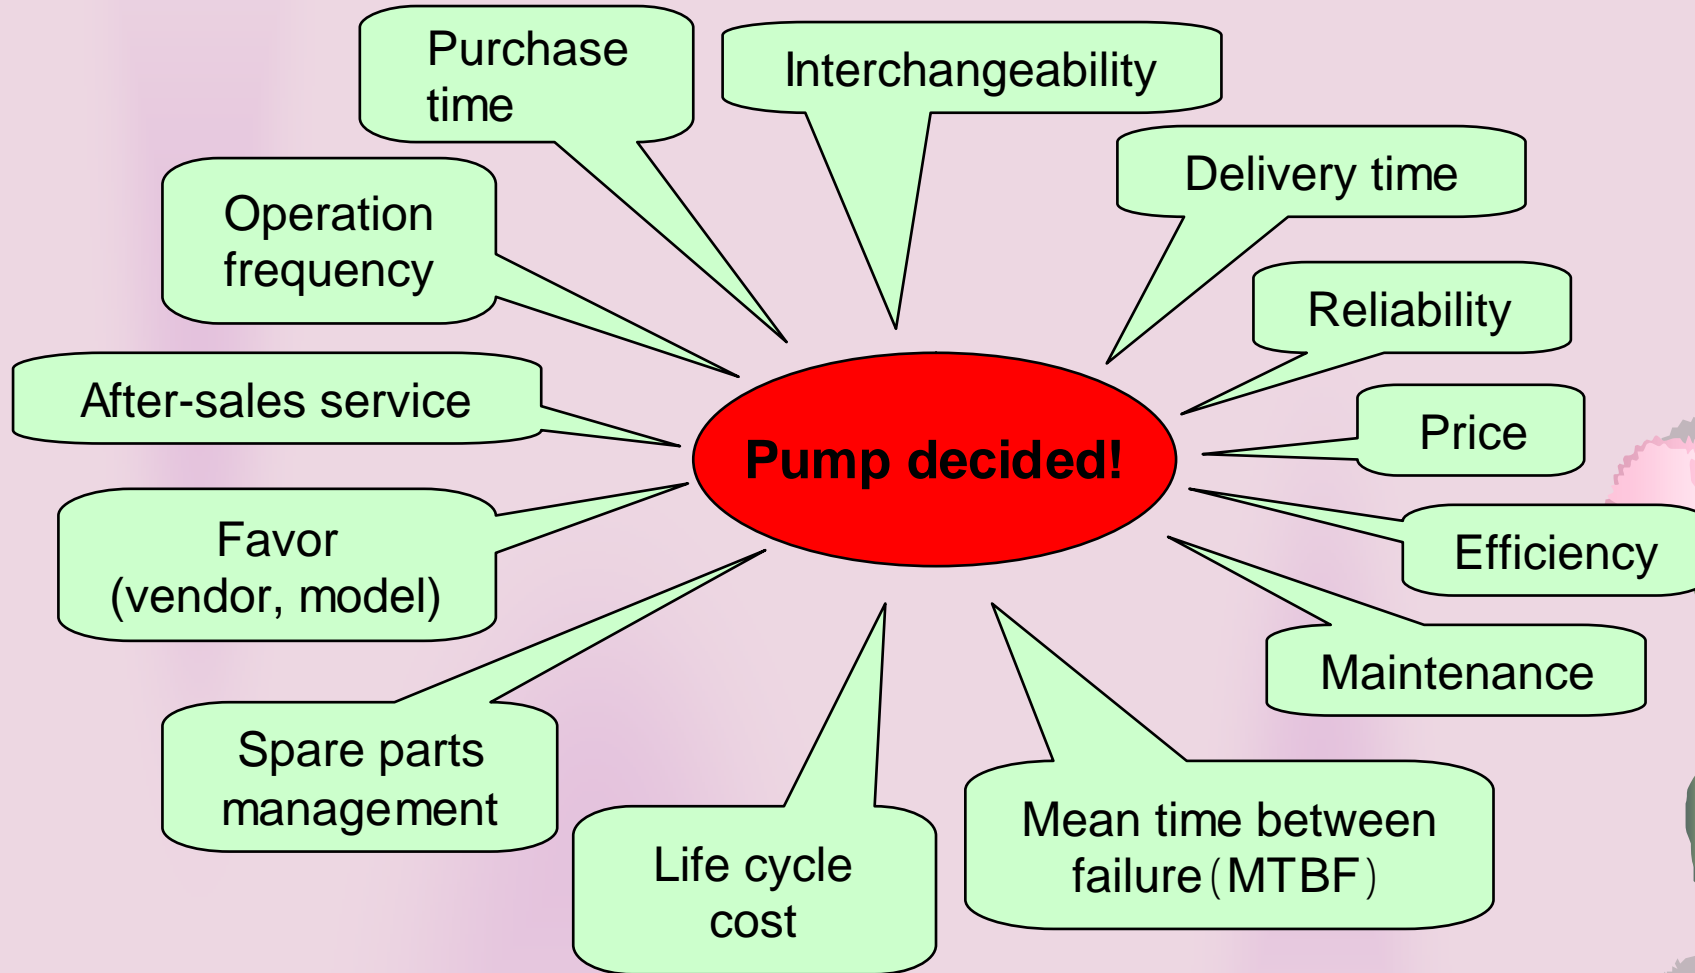 Purchase
time
Interchangeability
Delivery time
Operation
frequency
Reliability
After-sales service
Price
Pump decided!
Favor
(vendor, model)
Efficiency
Maintenance
Spare parts
management
Mean time between
failure(MTBF)
Life cycle
cost